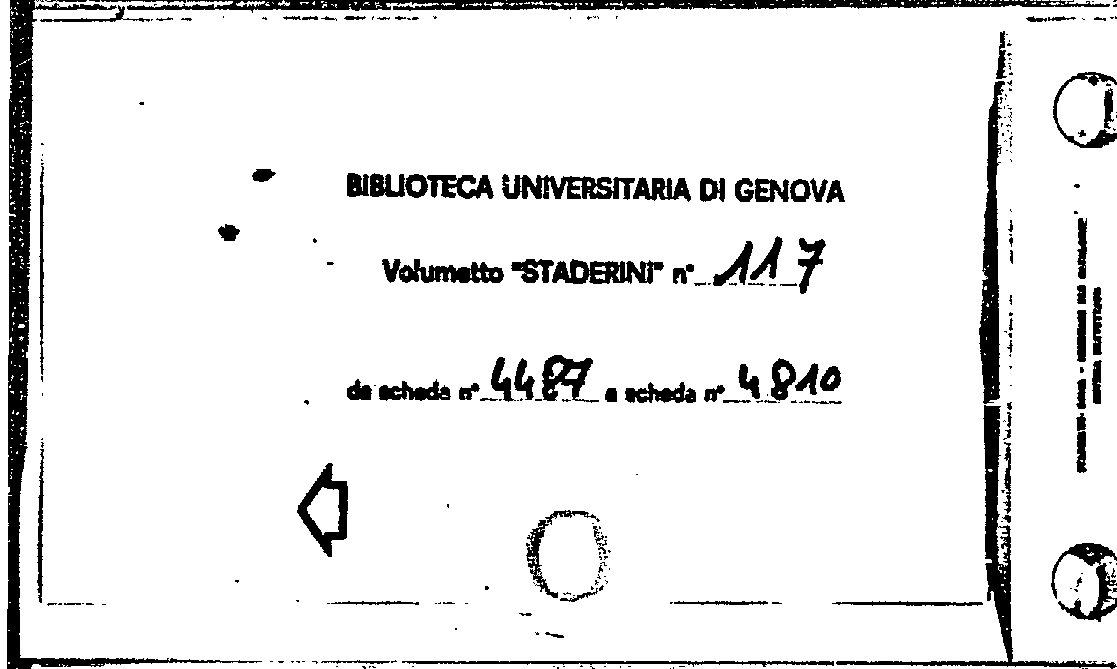 BIBLIOTECA UNIVERSITARIA DI GENOVA
Volumetto "STADERINI" n° 117
da scheda n° 4487 a scheda n° 4810